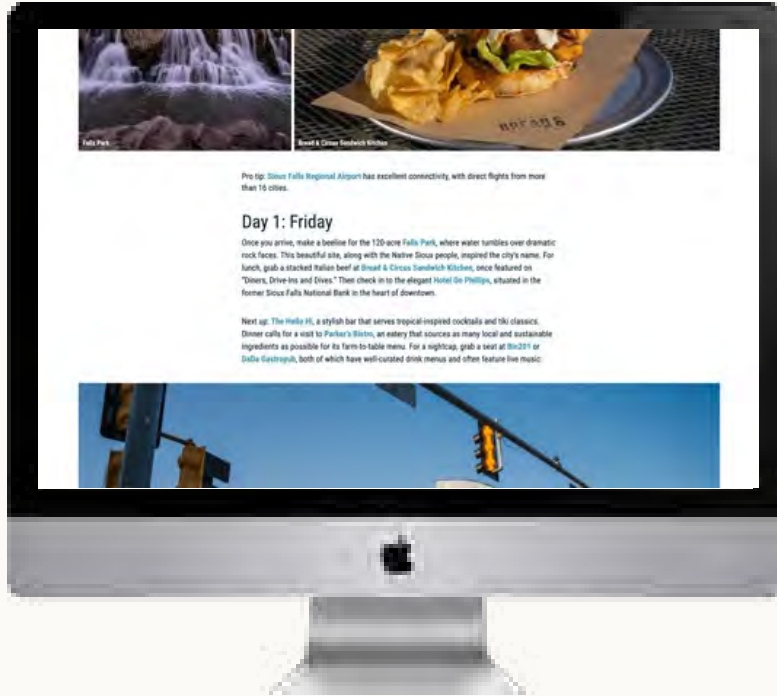 Falls Park
Bread & Circus Sandwich Kitchen
Pro tip: Sioux Falls Regional Airport has excellent connectivity, with direct flights from more
than 16 cities.
Day 1: Friday
Once you arrive, make a beeline for the 120-acre Falls Park, where water tumbles over dramatic
rock faces. This beautiful site, along with the Native Sioux people, inspired the city's name. For
lunch, grab a stacked Italian beef at Bread & Circus Sandwich Kitchen, once featured on
"Diners, Drive-Ins and Dives." Then check in to the elegant Hotel On Phillips, situated in the
former Sioux Falls National Bank in the heart of downtown.
Next up: The Hello Hi, a stylish bar that serves tropical-inspired cocktails and tiki classics.
Dinner calls for a visit to Parker's Bistro, an eatery that sources as many local and sustainable
ingredients as possible for its farm-to-table menu. For a nightcap, grab a seat at Bin201 or
DaDa Gastropub, both of which have well-curated drink menus and often feature live music.